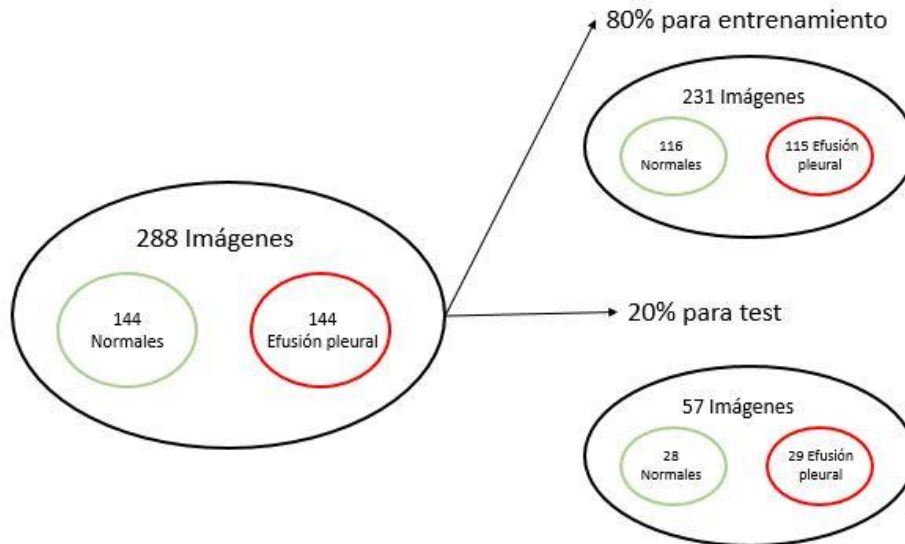 288 Imágenes
144
Normales
144
Efusión pleural
80% para entrenamiento
231 Imágenes
116
Normales
115 Efusión
pleural
20% para test
57 Imágenes
28
Normales
29 Efusión
pleural